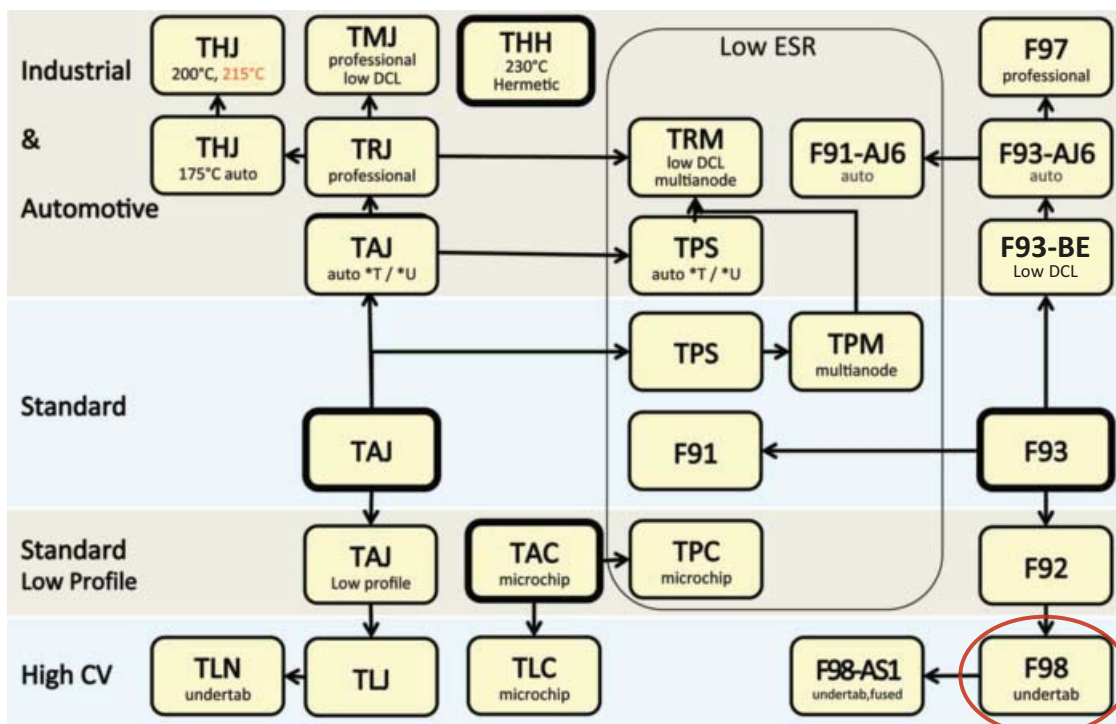 Industrial
&
Automotive
THJ
200°C, 215°C
TMJ
professional
low DCL
THH
230°C
Hermetic
Low ESR
F97
professional
THJ
175°C auto
TRJ
professional
TRM
low DCL
multianode
F91-AJ6
auto
F93-AJ6
auto
TAJ
auto *T / *U
TPS
auto *T / *U
F93-BE
Low DCL
Standard
TPS
TPM
multianode
TAJ
F91
F93
Standard
Low Profile
TAJ
Low profile
TAC
microchip
TPC
microchip
F92
High CV
TLN
undertab
TLJ
TLC
microchip
F98-AS1
undertab,fused
F98
undertab